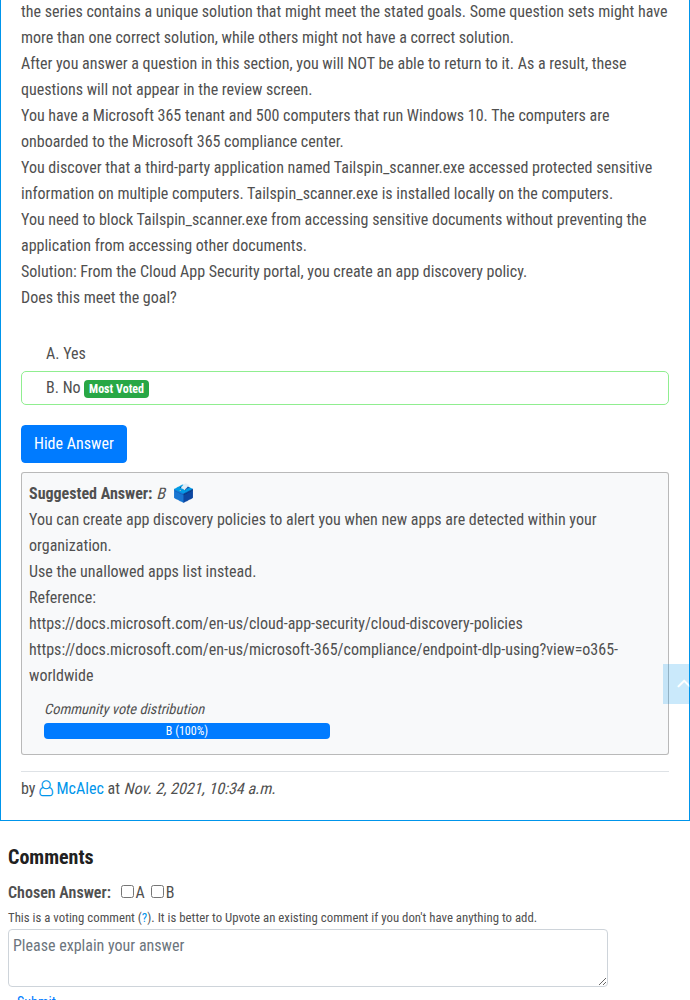 the series contains a unique solution that might meet the stated goals. Some question sets might have
more than one correct solution, while others might not have a correct solution.
After you answer a question in this section, you will NOT be able to return to it. As a result, these
questions will not appear in the review screen.
You have a Microsoft 365 tenant and 500 computers that run Windows 10. The computers are
onboarded to the Microsoft 365 compliance center.
You discover that a third-party application named Tailspin_scanner.exe accessed protected sensitive
information on multiple computers. Tailspin_scanner.exe is installed locally on the computers.
You need to block Tailspin_scanner.exe from accessing sensitive documents without preventing the
application from accessing other documents.
Solution: From the Cloud App Security portal, you create an app discovery policy.
Does this meet the goal?
A. Yes
B. No Most Voted
Hide Answer
Suggested Answer: B
You can create app discovery policies to alert you when new apps are detected within your
organization.
Use the unallowed apps list instead.
Reference:
https://docs.microsoft.com/en-us/cloud-app-security/cloud-discovery-policies
https://docs.microsoft.com/en-us/microsoft-365/compliance/endpoint-dlp-using?view=o365-
worldwide
Community vote distribution
B (100%)
by McAlec at Nov. 2, 2021, 10:34 a.m.
Comments
Chosen Answer: A B
This is a voting comment (?). It is better to Upvote an existing comment if you don't have anything to add.
Please explain your answer
Submit